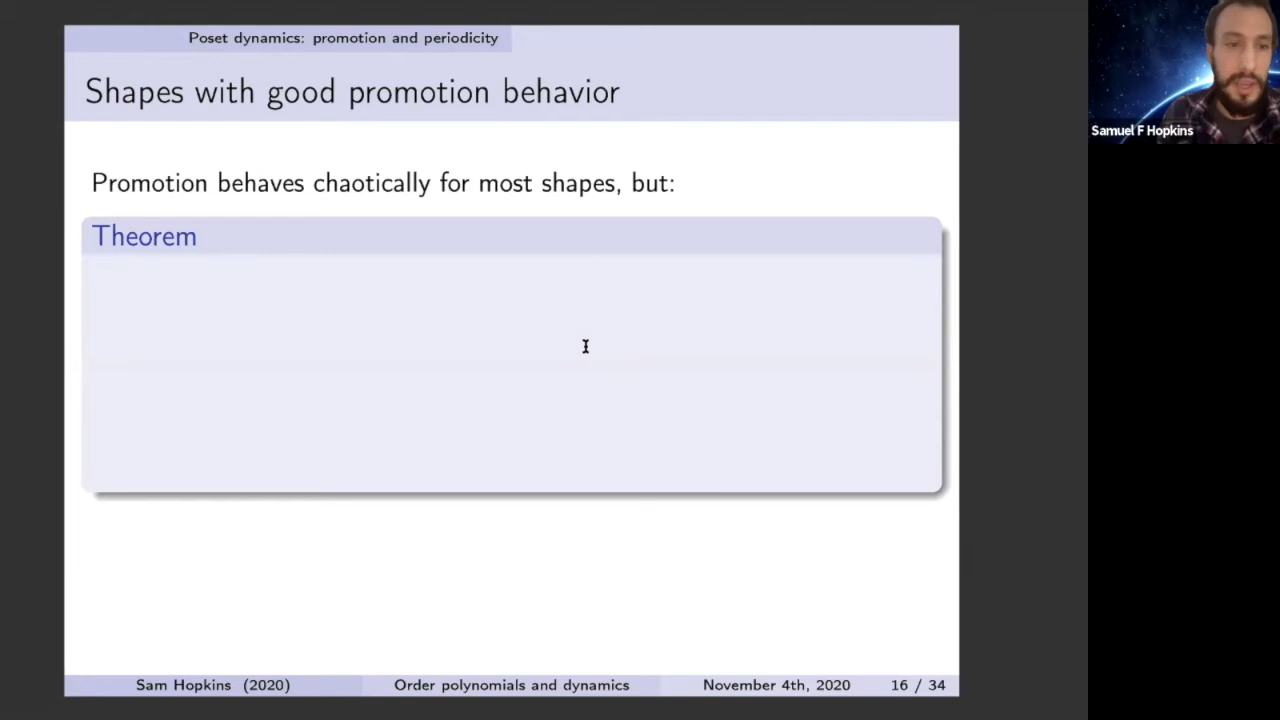 Poset dynamics: promotion and periodicity
Shapes with good promotion behavior
Promotion behaves chaotically for most shapes, but:
Theorem
Sam Hopkins (2020)
Order polynomials and dynamics
November 4th, 2020
16 / 34
Samuel F Hopkins